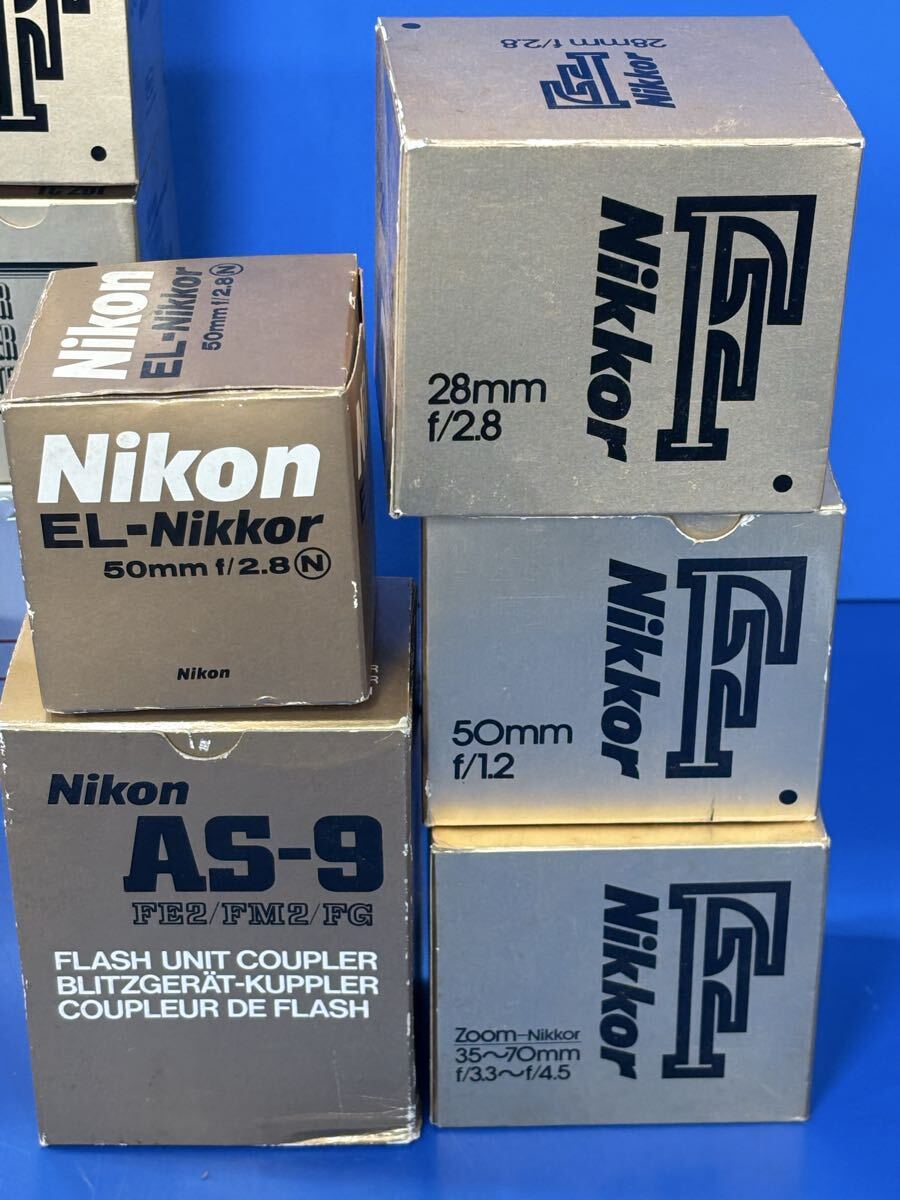 28mm f/2.8
Nikkor
Nikkor
28mm
f/2.8
Nikon
EL-Nikkor
50mm f/2.8 N
Nikon
EL-Nikkor
50mm f/2.8 N
Nikon
Nikkor
50mm
f/1.2
Nikon
AS-9
FE2/FM2/FG
FLASH UNIT COUPLER
BLITZGERÄT-KUPPLER
COUPLEUR DE FLASH
Nikkor
Zoom-Nikkor
35~70mm
f/3.3~f/4.5